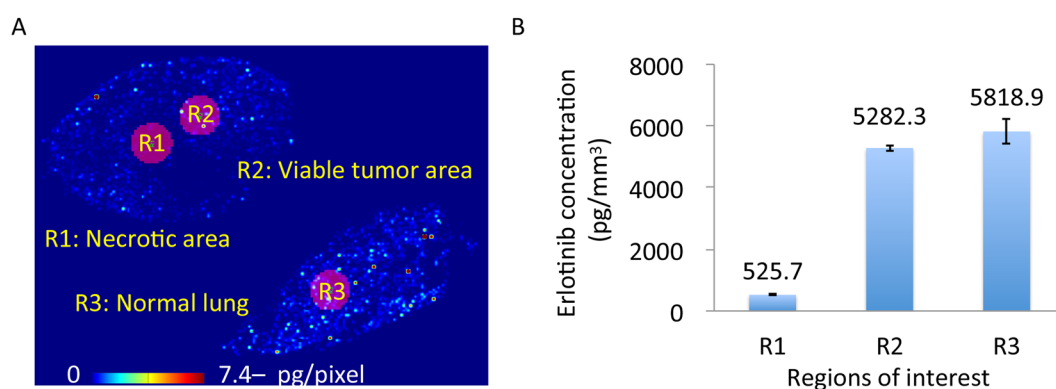 A
R2
R1
R2: Viable tumor area
R1: Necrotic area
R3
R3: Normal lung
0 7.4– pg/pixel
B
Erlotinib concentration
(pg/mm³)
8000
6000
4000
2000
0
525.7
5282.3
5818.9
R1 R2 R3
Regions of interest